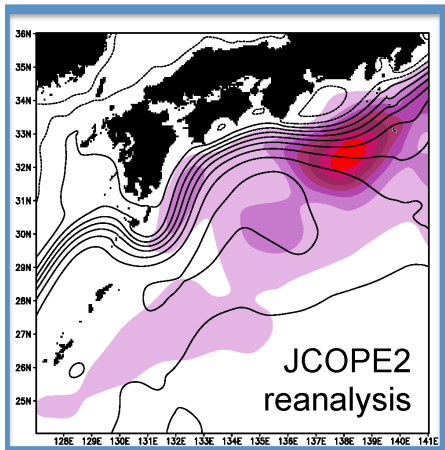 36N
35N
34N
33N
32N
31N
30N
29N
28N
27N
26N
25N
JCOPE2
reanalysis
128E 129E 130E 131E 132E 133E 134E 135E 136E 137E 138E 139E 140E 141E